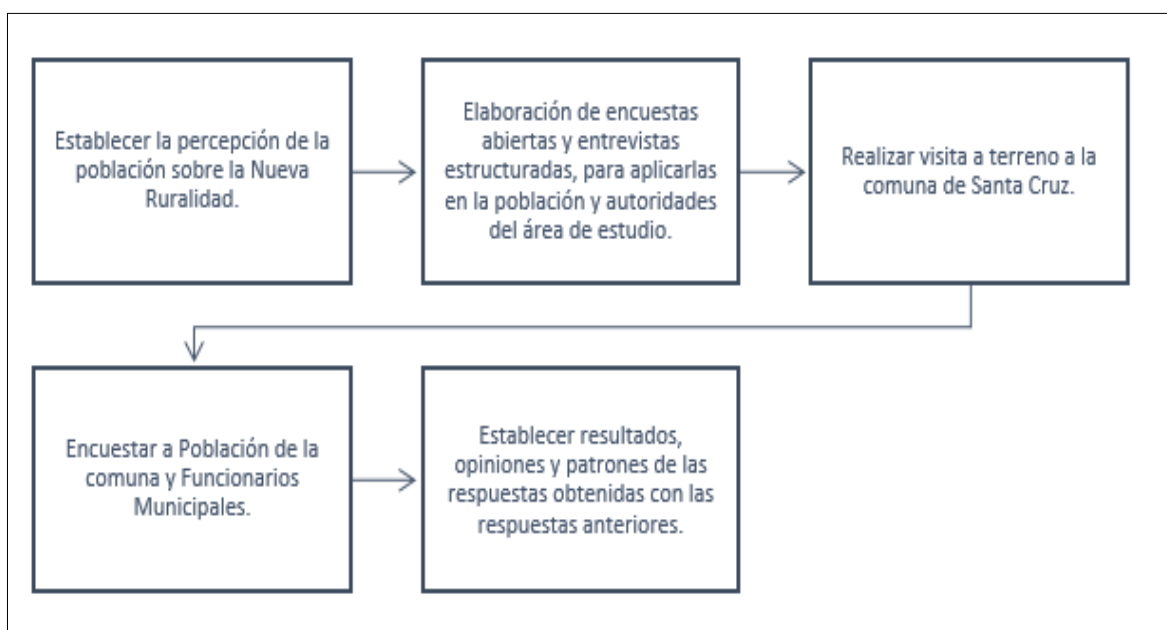 Establecer la percepción de la
población sobre la Nueva
Ruralidad.
Elaboración de encuestas
abiertas y entrevistas
estructuradas, para aplicarlas
en la población y autoridades
del área de estudio.
Realizar visita a terreno a la
comuna de Santa Cruz.
Encuestar a Población de la
comuna y Funcionarios
Municipales.
Establecer resultados,
opiniones y patrones de las
respuestas obtenidas con las
respuestas anteriores.